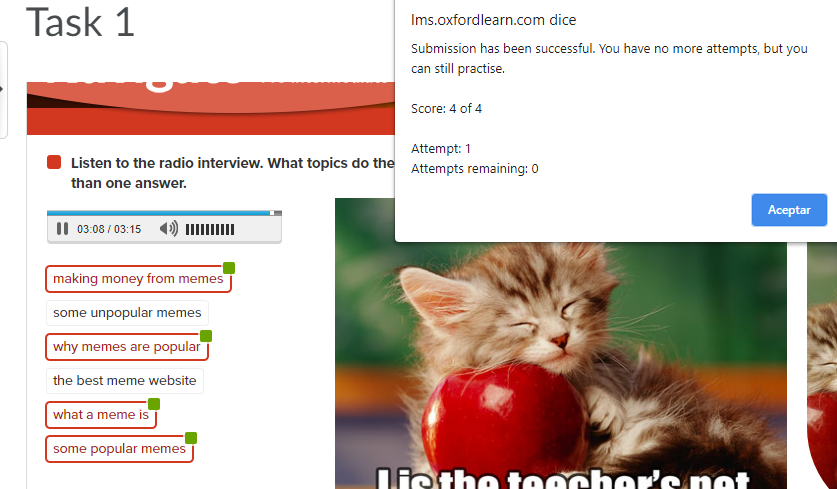 Task 1
lms.oxfordlearn.com dice
Submission has been successful. You have no more attempts, but you
can still practise.
Score: 4 of 4
Attempt: 1
Attempts remaining: 0
Aceptar
Listen to the radio interview. What topics do the
than one answer.
03:08 / 03:15
making money from memes
some unpopular memes
why memes are popular
the best meme website
what a meme is
some popular memes
I is the teecher's pet